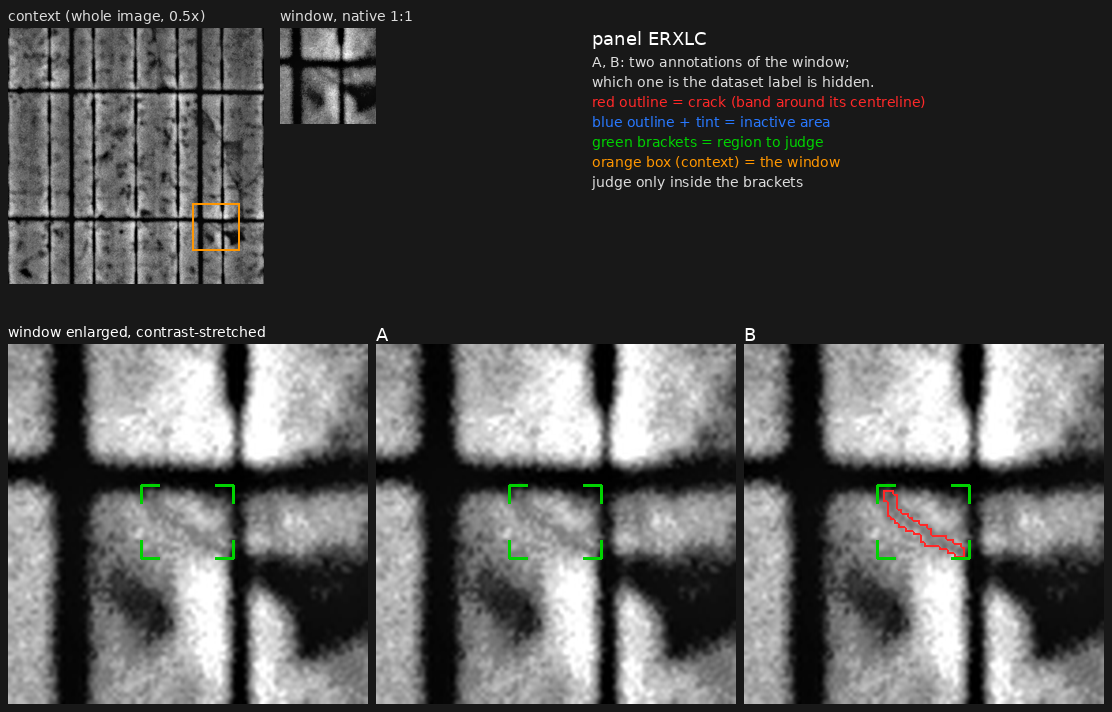 context (whole image, 0.5x)
window, native 1:1
panel ERXLC
A, B: two annotations of the window;
which one is the dataset label is hidden.
red outline = crack (band around its centreline)
blue outline + tint = inactive area
green brackets = region to judge
orange box (context) = the window
judge only inside the brackets
window enlarged, contrast-stretched
A
B